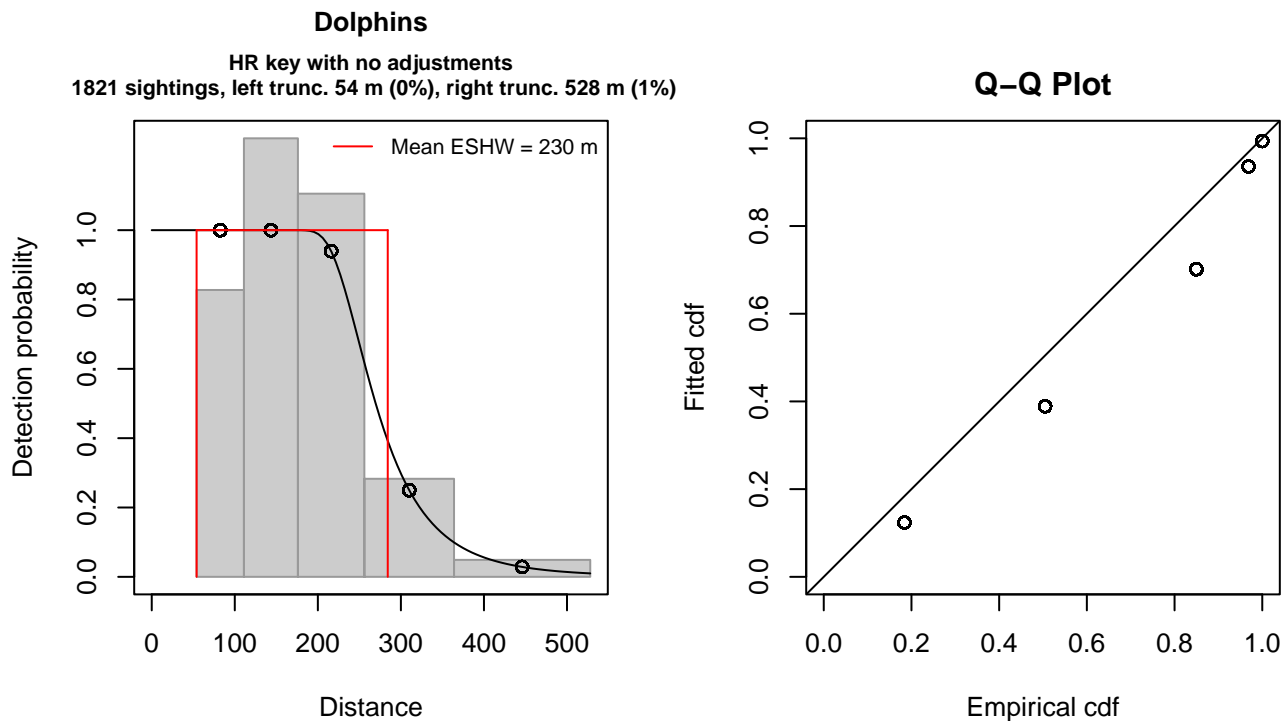 Dolphins
HR key with no adjustments
1821 sightings, left trunc. 54 m (0%), right trunc. 528 m (1%)
Mean ESHW = 230 m
Detection probability
1.0
0.8
0.6
0.4
0.2
0.0
0 100 200 300 400 500
Distance
Q−Q Plot
Fitted cdf
1.0
0.8
0.6
0.4
0.2
0.0
0.0 0.2 0.4 0.6 0.8 1.0
Empirical cdf